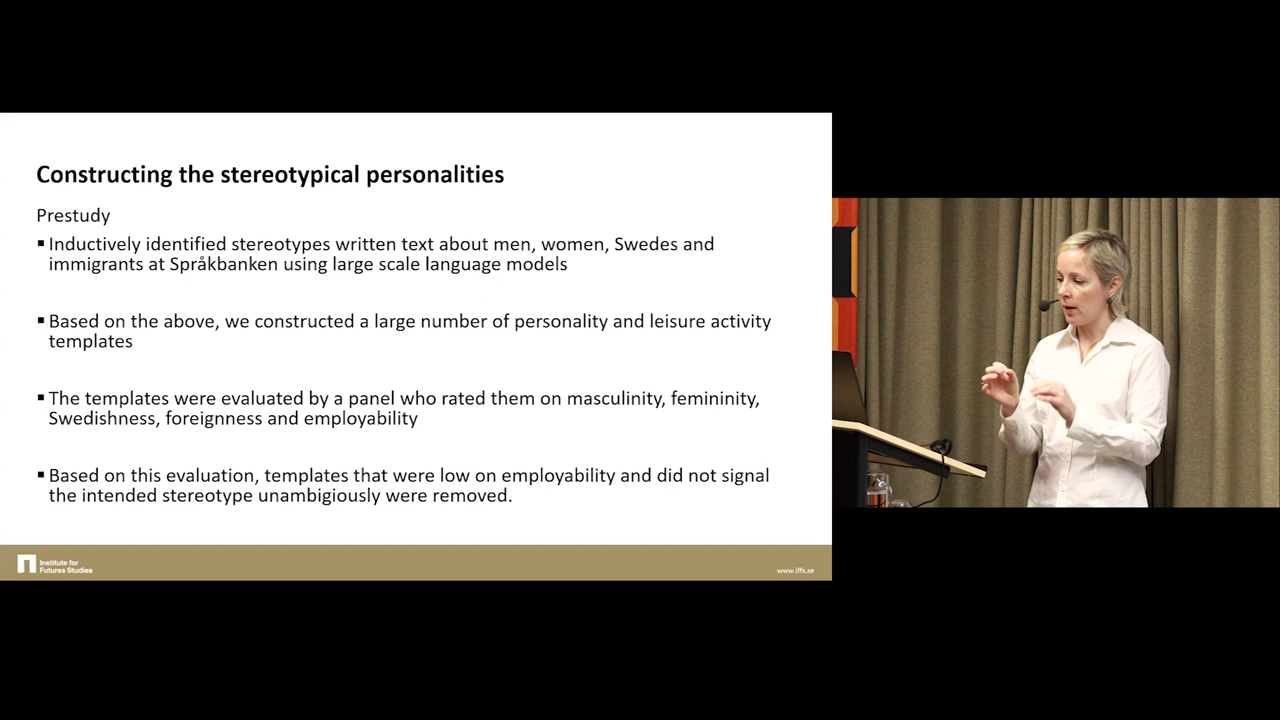 Constructing the stereotypical personalities
Prestudy
▪ Inductively identified stereotypes written text about men, women, Swedes and
immigrants at Språkbanken using large scale language models
▪ Based on the above, we constructed a large number of personality and leisure activity
templates
▪ The templates were evaluated by a panel who rated them on masculinity, femininity,
Swedishness, foreignness and employability
▪ Based on this evaluation, templates that were low on employability and did not signal
the intended stereotype unambigiously were removed.
Institute for
Futures Studies
www.iffs.se